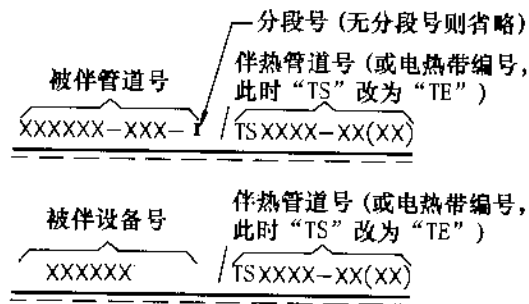 分段号(无分段号则省略)
被伴管道号
伴热管道号(或电热带编号,
此时“TS”改为“TE”)
XXXXXX-XXX-I/TSXXXX-XX(XX)
被伴设备号
伴热管道号(或电热带编号,
此时“TS”改为“TE”)
XXXXXX/TSXXXX-XX(XX)